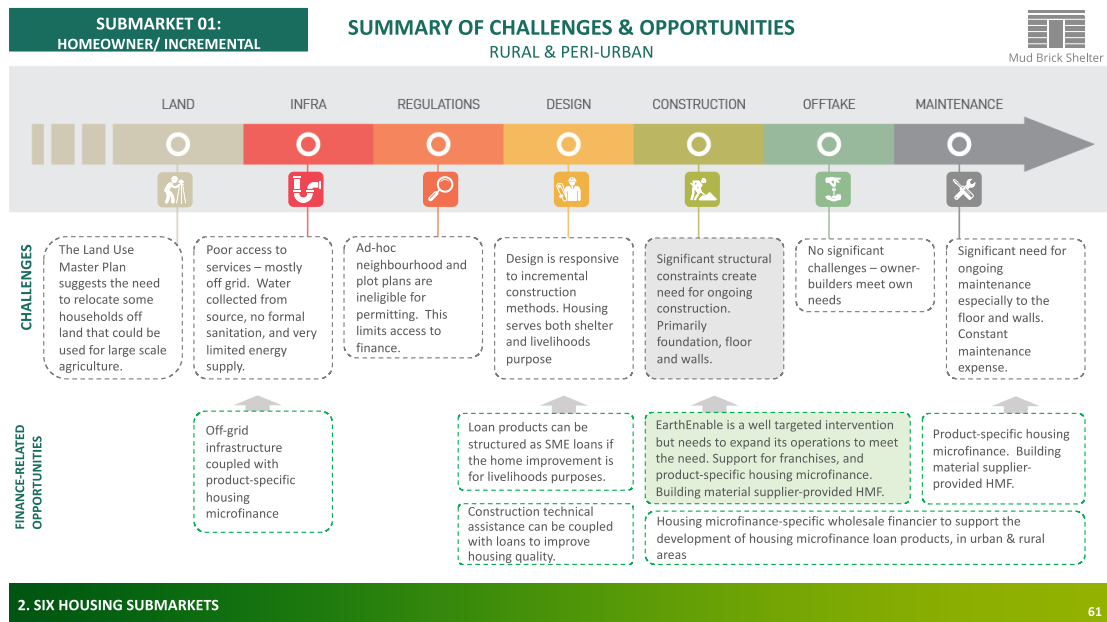 SUBMARKET 01:
HOMEOWNER/ INCREMENTAL
SUMMARY OF CHALLENGES & OPPORTUNITIES
RURAL & PERI-URBAN
Mud Brick Shelter
LAND
INFRA
REGULATIONS
DESIGN
CONSTRUCTION
OFFTAKE
MAINTENANCE
CHALLENGES
The Land Use
Master Plan
suggests the need
to relocate some
households off
land that could be
used for large scale
agriculture.
Poor access to
services – mostly
off grid. Water
collected from
source, no formal
sanitation, and very
limited energy
supply.
Ad-hoc
neighbourhood and
plot plans are
ineligible for
permitting. This
limits access to
finance.
Design is responsive
to incremental
construction
methods. Housing
serves both shelter
and livelihoods
purpose
Significant structural
constraints create
need for ongoing
construction.
Primarily
foundation, floor
and walls.
No significant
challenges – owner-
builders meet own
needs
Significant need for
ongoing
maintenance
especially to the
floor and walls.
Constant
maintenance
expense.
FINANCE-RELATED
OPPORTUNITIES
Off-grid
infrastructure
coupled with
product-specific
housing
microfinance
Loan products can be
structured as SME loans if
the home improvement is
for livelihoods purposes.
Construction technical
assistance can be coupled
with loans to improve
housing quality.
EarthEnable is a well targeted intervention
but needs to expand its operations to meet
the need. Support for franchises, and
product-specific housing microfinance.
Building material supplier-provided HMF.
Product-specific housing
microfinance. Building
material supplier-
provided HMF.
Housing microfinance-specific wholesale financier to support the
development of housing microfinance loan products, in urban & rural
areas
2. SIX HOUSING SUBMARKETS
61